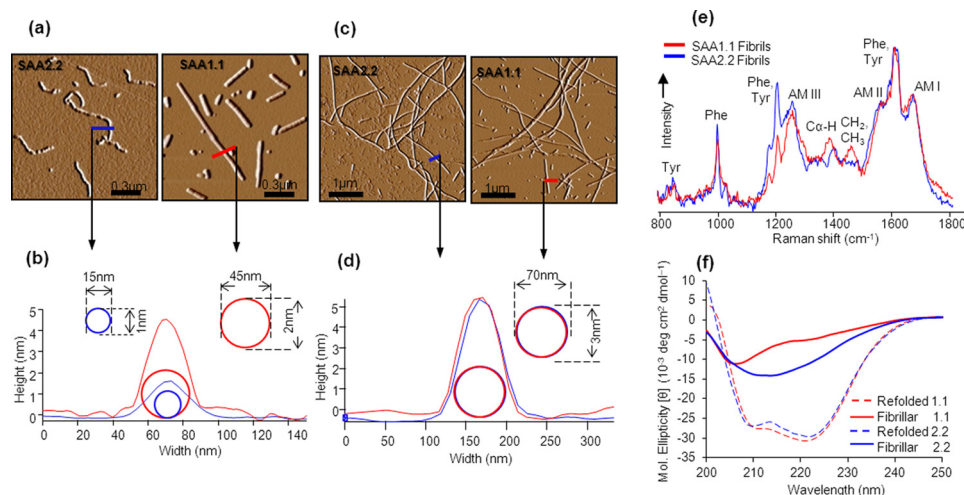 (a)
SAA2.2
SAA1.1
0.3μm
0.3μm
(b)
15nm
1nm
45nm
2nm
Height (nm)
5
4
3
2
1
0
0 20 40 60 80 100 120 140
Width (nm)
(c)
SAA2.2
SAA1.1
1μm
1μm
(d)
70nm
3nm
Height (nm)
5
4
3
2
1
0
0 50 100 150 200 250 300
Width (nm)
(e)
SAA1.1 Fibrils
SAA2.2 Fibrils
Intensity
Tyr
Phe
Phe,
Tyr
AM III
Cα-H
CH2,
CH3
AM II
Phe,
Tyr
AM I
800 1000 1200 1400 1600 1800
Raman shift (cm-1)
(f)
Mol. Ellipticity [θ] (10-3 deg cm2 dmol-1)
10
5
0
-5
-10
-15
-20
-25
-30
-35
Refolded 1.1
Fibrillar 1.1
Refolded 2.2
Fibrillar 2.2
200 210 220 230 240 250
Wavelength (nm)